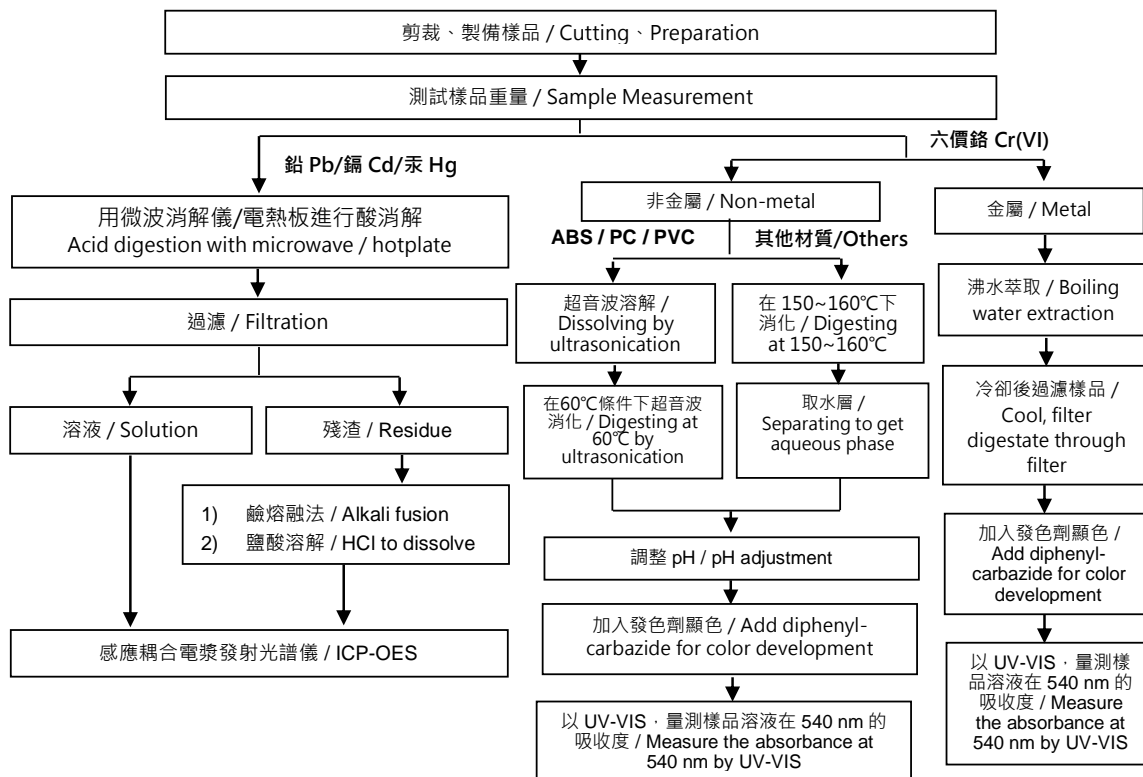 剪裁、製備樣品 / Cutting、Preparation
測試樣品重量 / Sample Measurement
六價鉻 Cr(VI)
鉛 Pb/鎘 Cd/汞 Hg
用微波消解儀/電熱板進行酸消解
Acid digestion with microwave / hotplate
過濾 / Filtration
溶液 / Solution
殘渣 / Residue
1) 鹼熔融法 / Alkali fusion
2) 鹽酸溶解 / HCl to dissolve
感應耦合電漿發射光譜儀 / ICP-OES
非金屬 / Non-metal
ABS / PC / PVC
其他材質/Others
超音波溶解 /
Dissolving by
ultrasonication
在 150~160℃下
消化 / Digesting
at 150~160℃
在60℃條件下超音波
消化 / Digesting at
60℃ by
ultrasonication
取水層 /
Separating to get
aqueous phase
調整 pH / pH adjustment
加入發色劑顯色 / Add diphenyl-
carbazide for color development
以 UV-VIS﹐量測樣品溶液在 540 nm 的
吸收度 / Measure the absorbance at
540 nm by UV-VIS
金屬 / Metal
沸水萃取 / Boiling
water extraction
冷卻後過濾樣品 /
Cool, filter
digestate through
filter
加入發色劑顯色 /
Add diphenyl-
carbazide for color
development
以 UV-VIS﹐量測樣
品溶液在 540 nm 的
吸收度 / Measure
the absorbance at
540 nm by UV-VIS